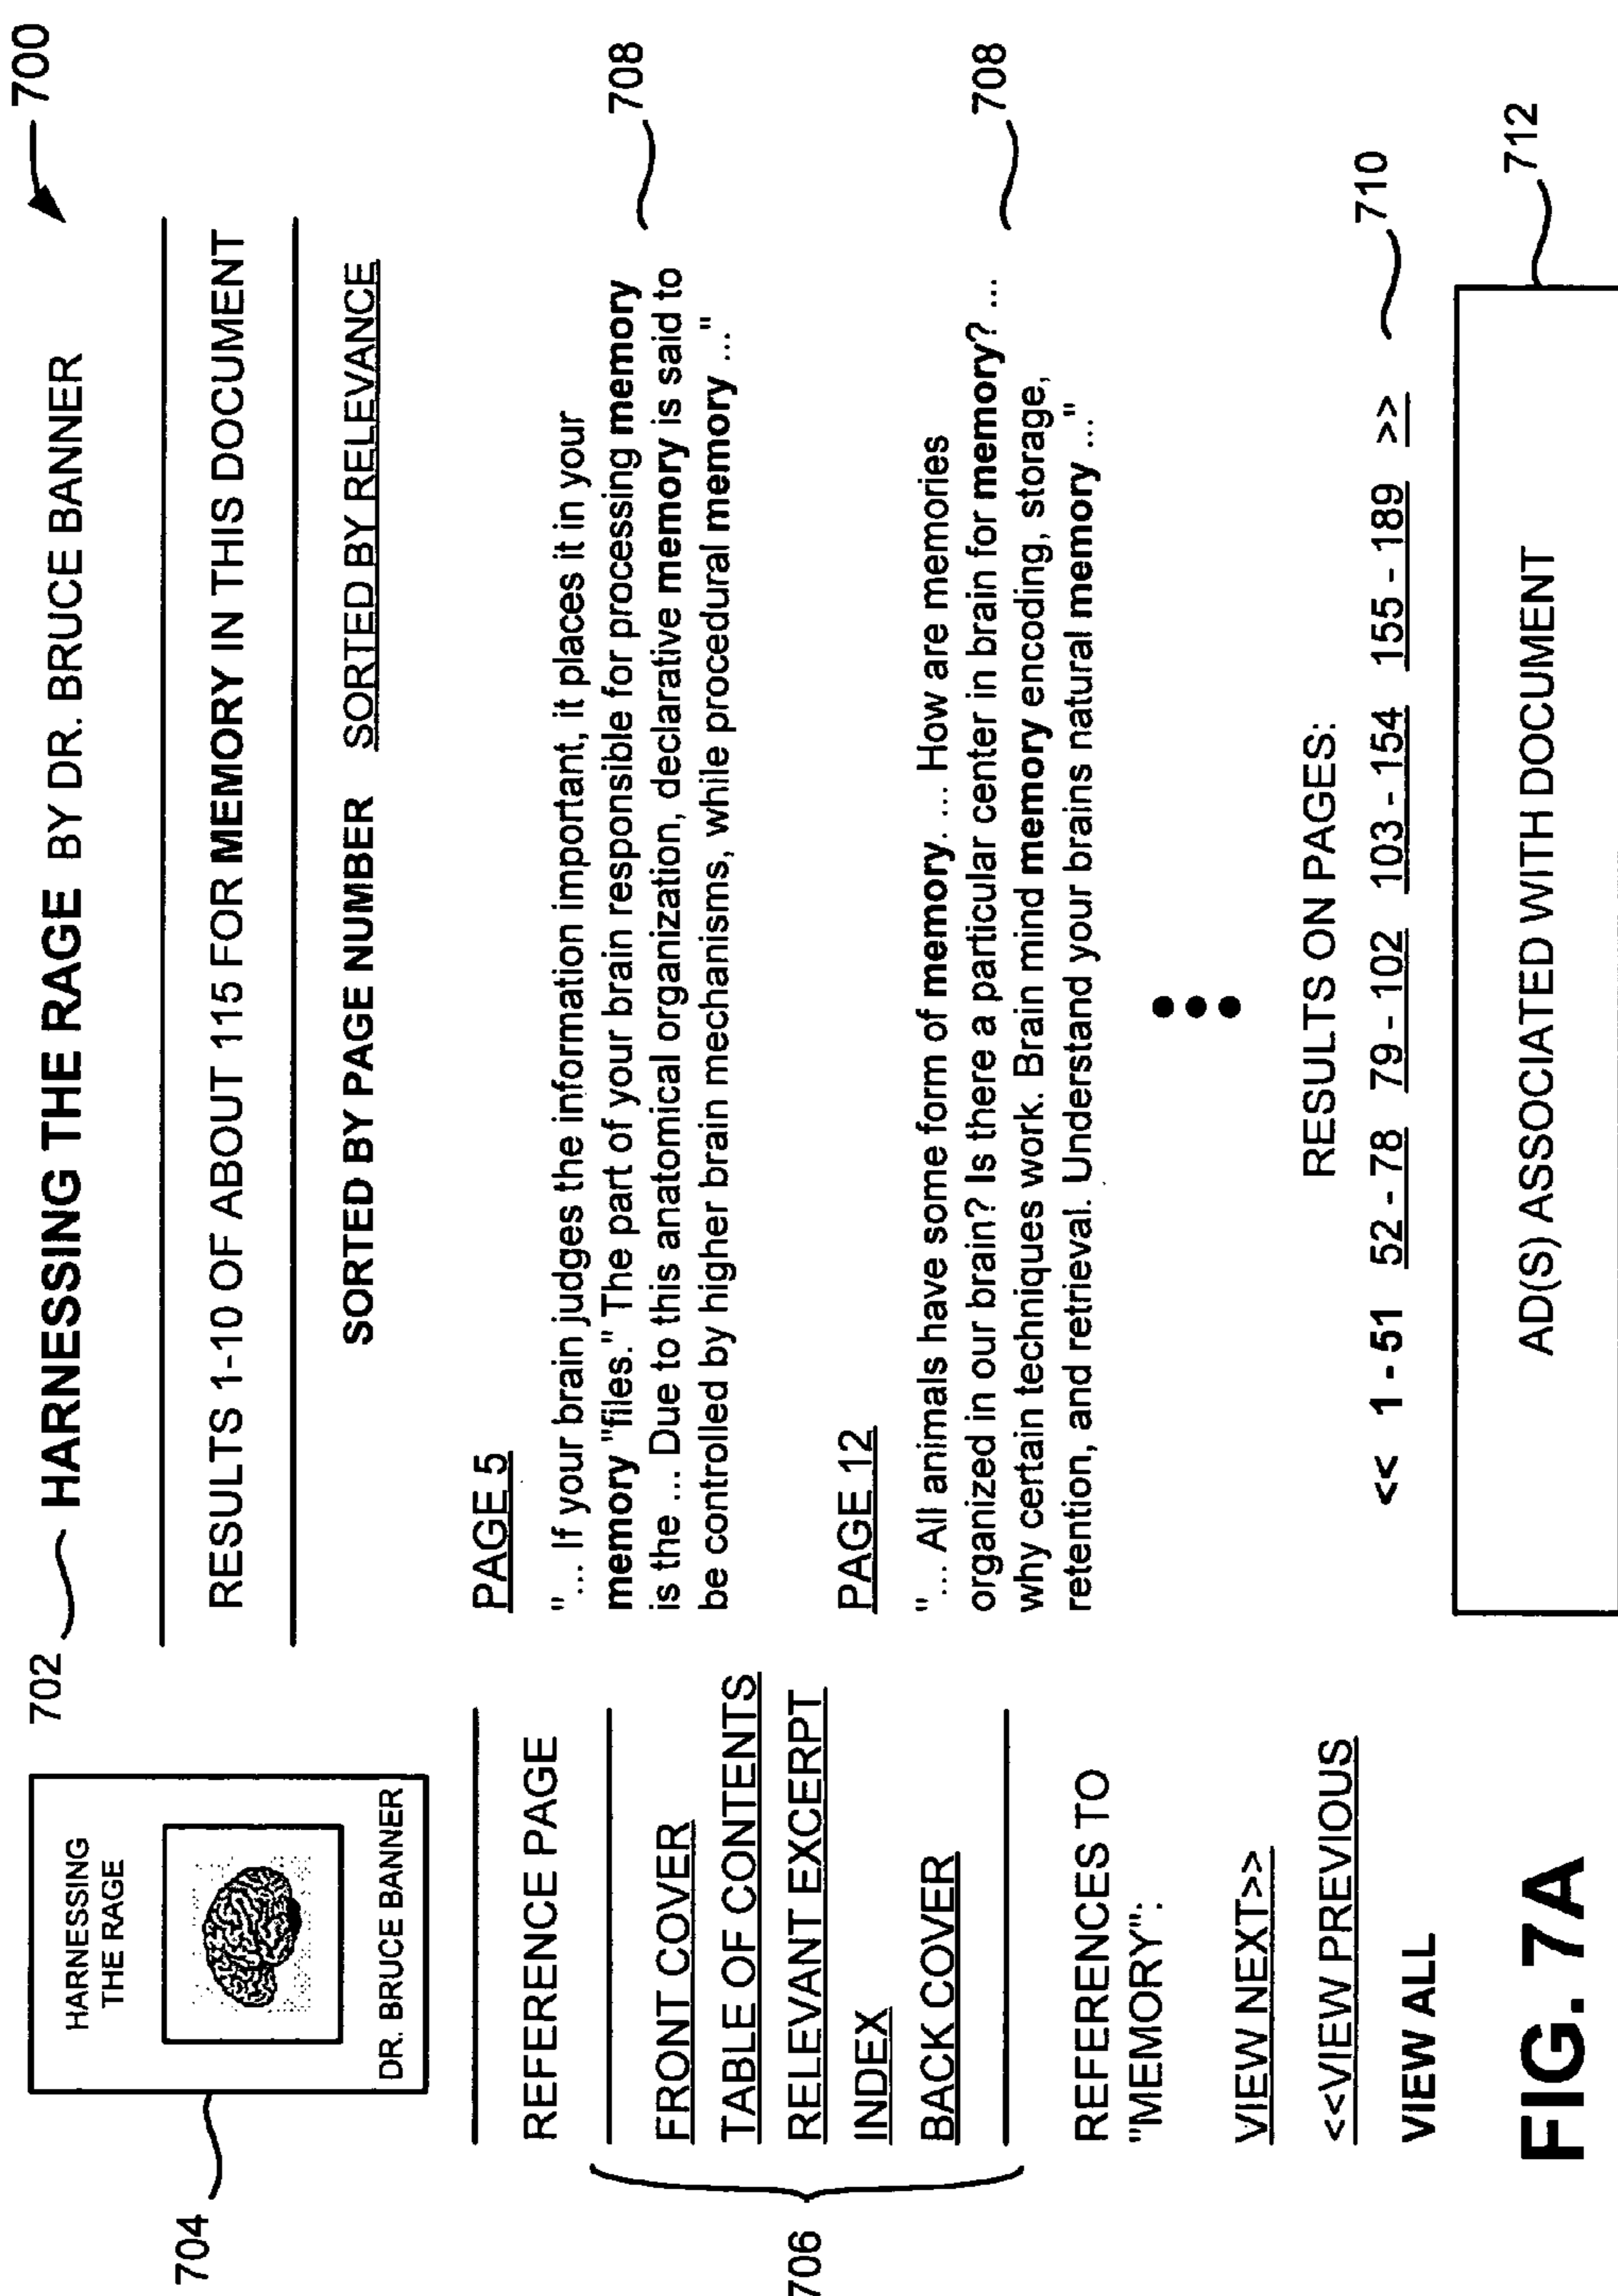 700
702
HARNESSING THE RAGE BY DR. BRUCE BANNER
704
HARNESSING
THE RAGE
DR. BRUCE BANNER
RESULTS 1-10 OF ABOUT 115 FOR MEMORY IN THIS DOCUMENT
SORTED BY PAGE NUMBER SORTED BY RELEVANCE
706
REFERENCE PAGE
FRONT COVER
TABLE OF CONTENTS
RELEVANT EXCERPT
INDEX
BACK COVER
REFERENCES TO
"MEMORY":
VIEW NEXT>>
<<VIEW PREVIOUS
VIEW ALL
PAGE 5
"... If your brain judges the information important, it places it in your
memory "files." The part of your brain responsible for processing memory
is the ... Due to this anatomical organization, declarative memory is said to
be controlled by higher brain mechanisms, while procedural memory ..."
708
PAGE 12
"... All animals have some form of memory. ... How are memories
organized in our brain? Is there a particular center in brain for memory? ...
why certain techniques work. Brain mind memory encoding, storage,
retention, and retrieval. Understand your brains natural memory ..."
708
RESULTS ON PAGES:
<< 1 - 51 52 - 78 79 - 102 103 - 154 155 - 189 >>
710
AD(S) ASSOCIATED WITH DOCUMENT
712
FIG. 7A